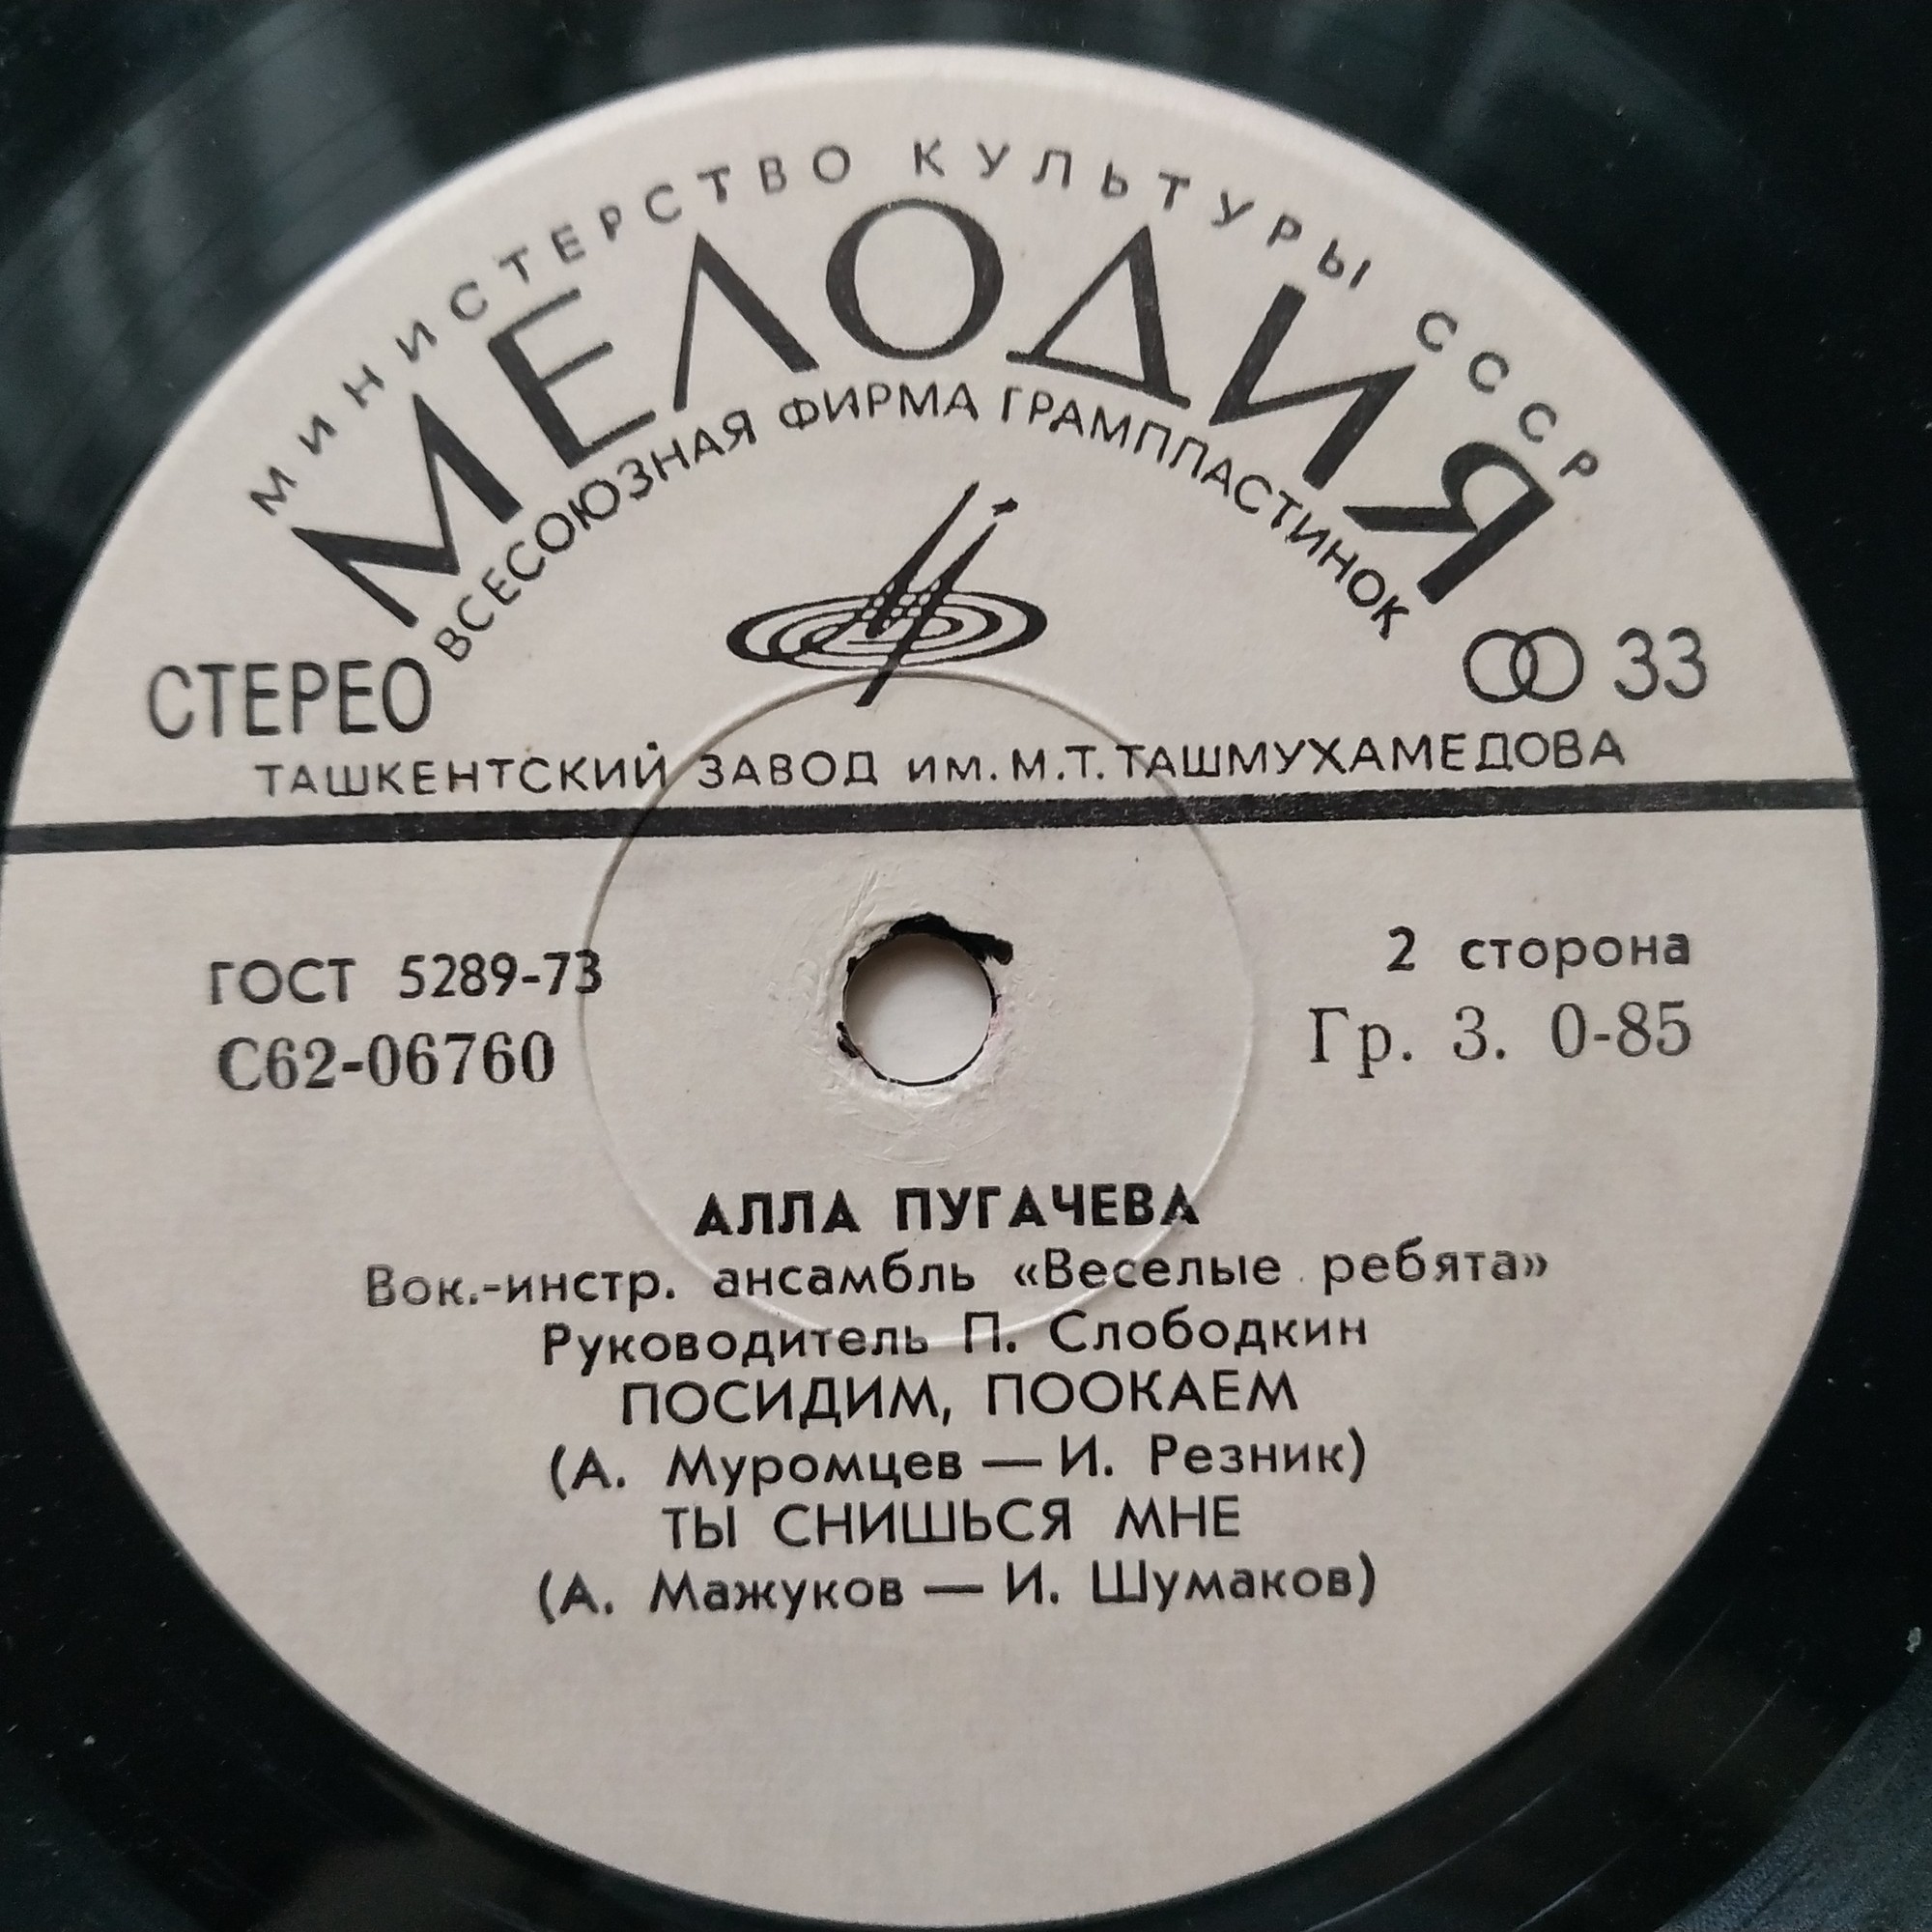 МИНИСТЕРСТВО КУЛЬТУРЫ СССР
МЕЛОДИЯ
ВСЕСОЮЗНАЯ ФИРМА ГРАМПЛАСТИНОК
СТЕРЕО
33
ТАШКЕНТСКИЙ ЗАВОД им. М.Т. ТАШМУХАМЕДОВА
ГОСТ 5289-73
2 сторона
С62-06760
Гр. 3. 0-85
АЛЛА ПУГАЧЕВА
Вок.-инстр. ансамбль «Веселые ребята»
Руководитель П. Слободкин
ПОСИДИМ, ПООКАЕМ
(А. Муромцев — И. Резник)
ТЫ СНИШЬСЯ МНЕ
(А. Мажуков — И. Шумаков)